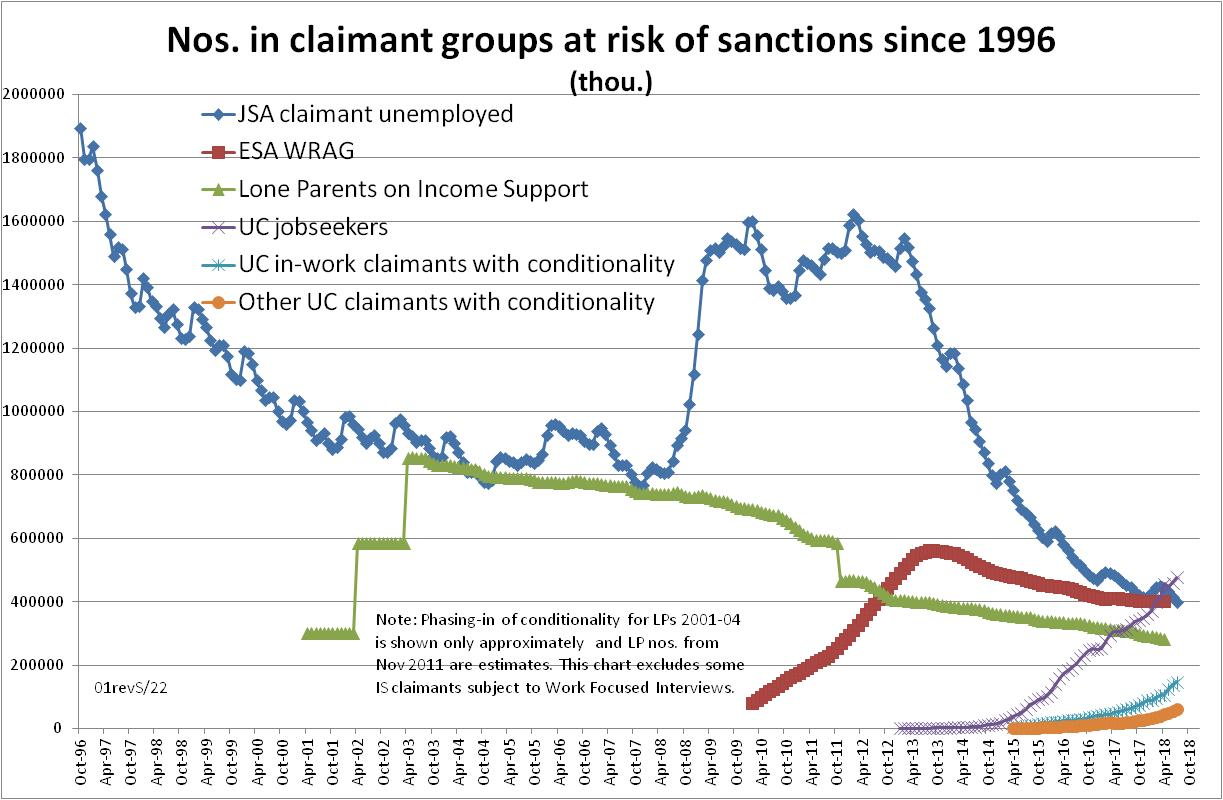 Nos. in claimant groups at risk of sanctions since 1996
(thou.)
2000000
1800000
1600000
1400000
1200000
1000000
800000
600000
400000
200000
0
JSA claimant unemployed
ESA WRAG
Lone Parents on Income Support
UC jobseekers
UC in-work claimants with conditionality
Other UC claimants with conditionality
Note: Phasing-in of conditionality for LPs 2001-04
is shown only approximately and LP nos. from
Nov 2011 are estimates. This chart excludes some
IS claimants subject to Work Focused Interviews.
01revS/22
Oct-96
Apr-97
Oct-97
Apr-98
Oct-98
Apr-99
Oct-99
Apr-00
Oct-00
Apr-01
Oct-01
Apr-02
Oct-02
Apr-03
Oct-03
Apr-04
Oct-04
Apr-05
Oct-05
Apr-06
Oct-06
Apr-07
Oct-07
Apr-08
Oct-08
Apr-09
Oct-09
Apr-10
Oct-10
Apr-11
Oct-11
Apr-12
Oct-12
Apr-13
Oct-13
Apr-14
Oct-14
Apr-15
Oct-15
Apr-16
Oct-16
Apr-17
Oct-17
Apr-18
Oct-18